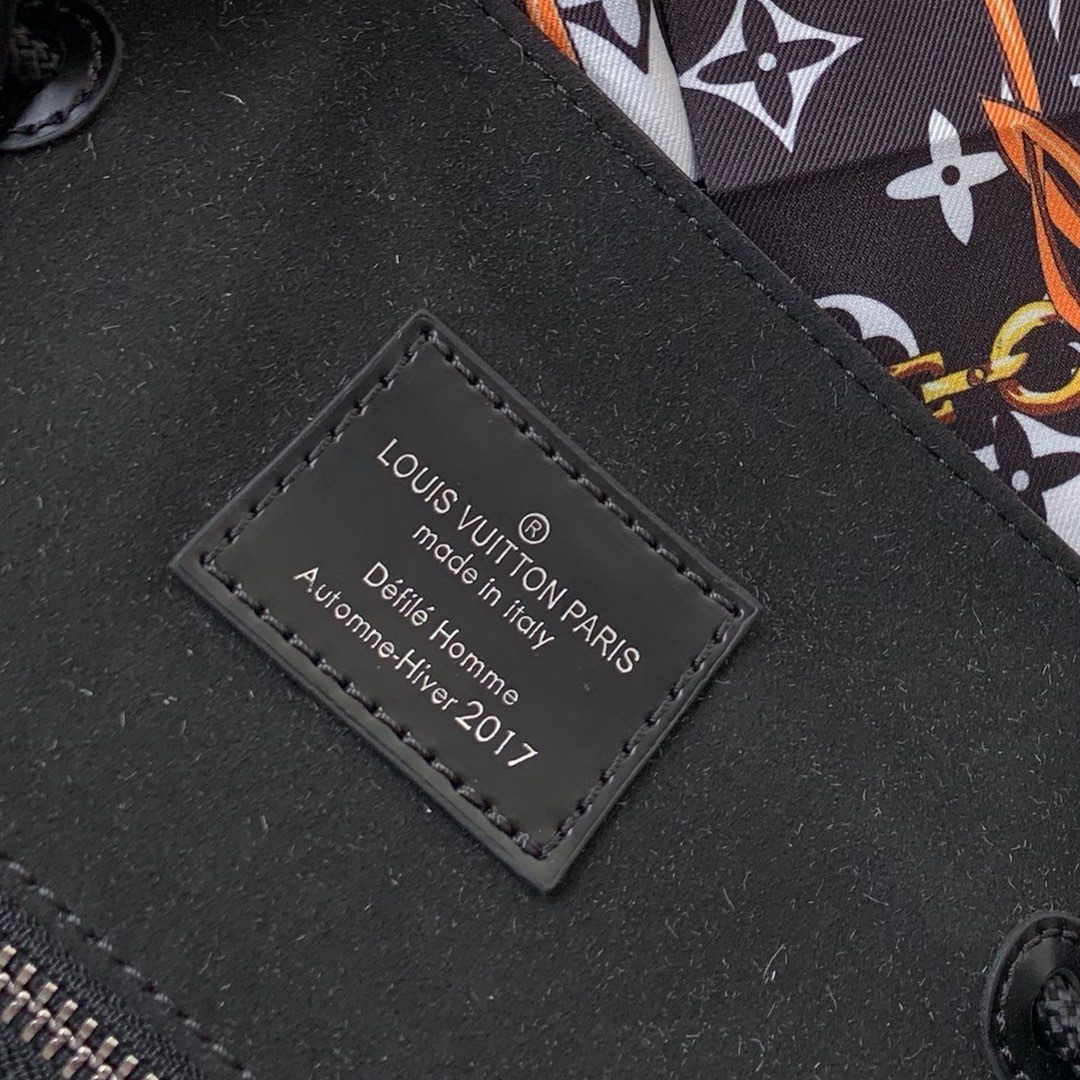 ®
LOUIS VUITTON PARIS
made in italy
Défilé Homme
Automne-Hiver 2017